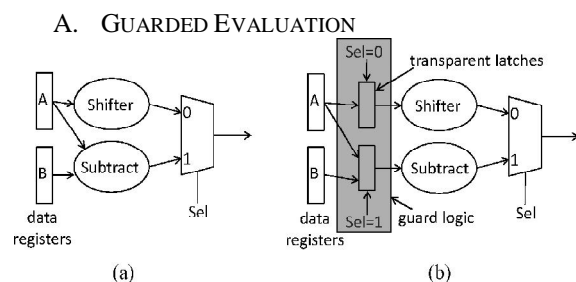 A. GUARDED EVALUATION
Sel=0
transparent latches
A
Shifter
0
B
Subtract
1
Sel
data
registers
(a)
A
Shifter
0
B
Subtract
1
Sel
Sel=1
guard logic
data
registers
(b)